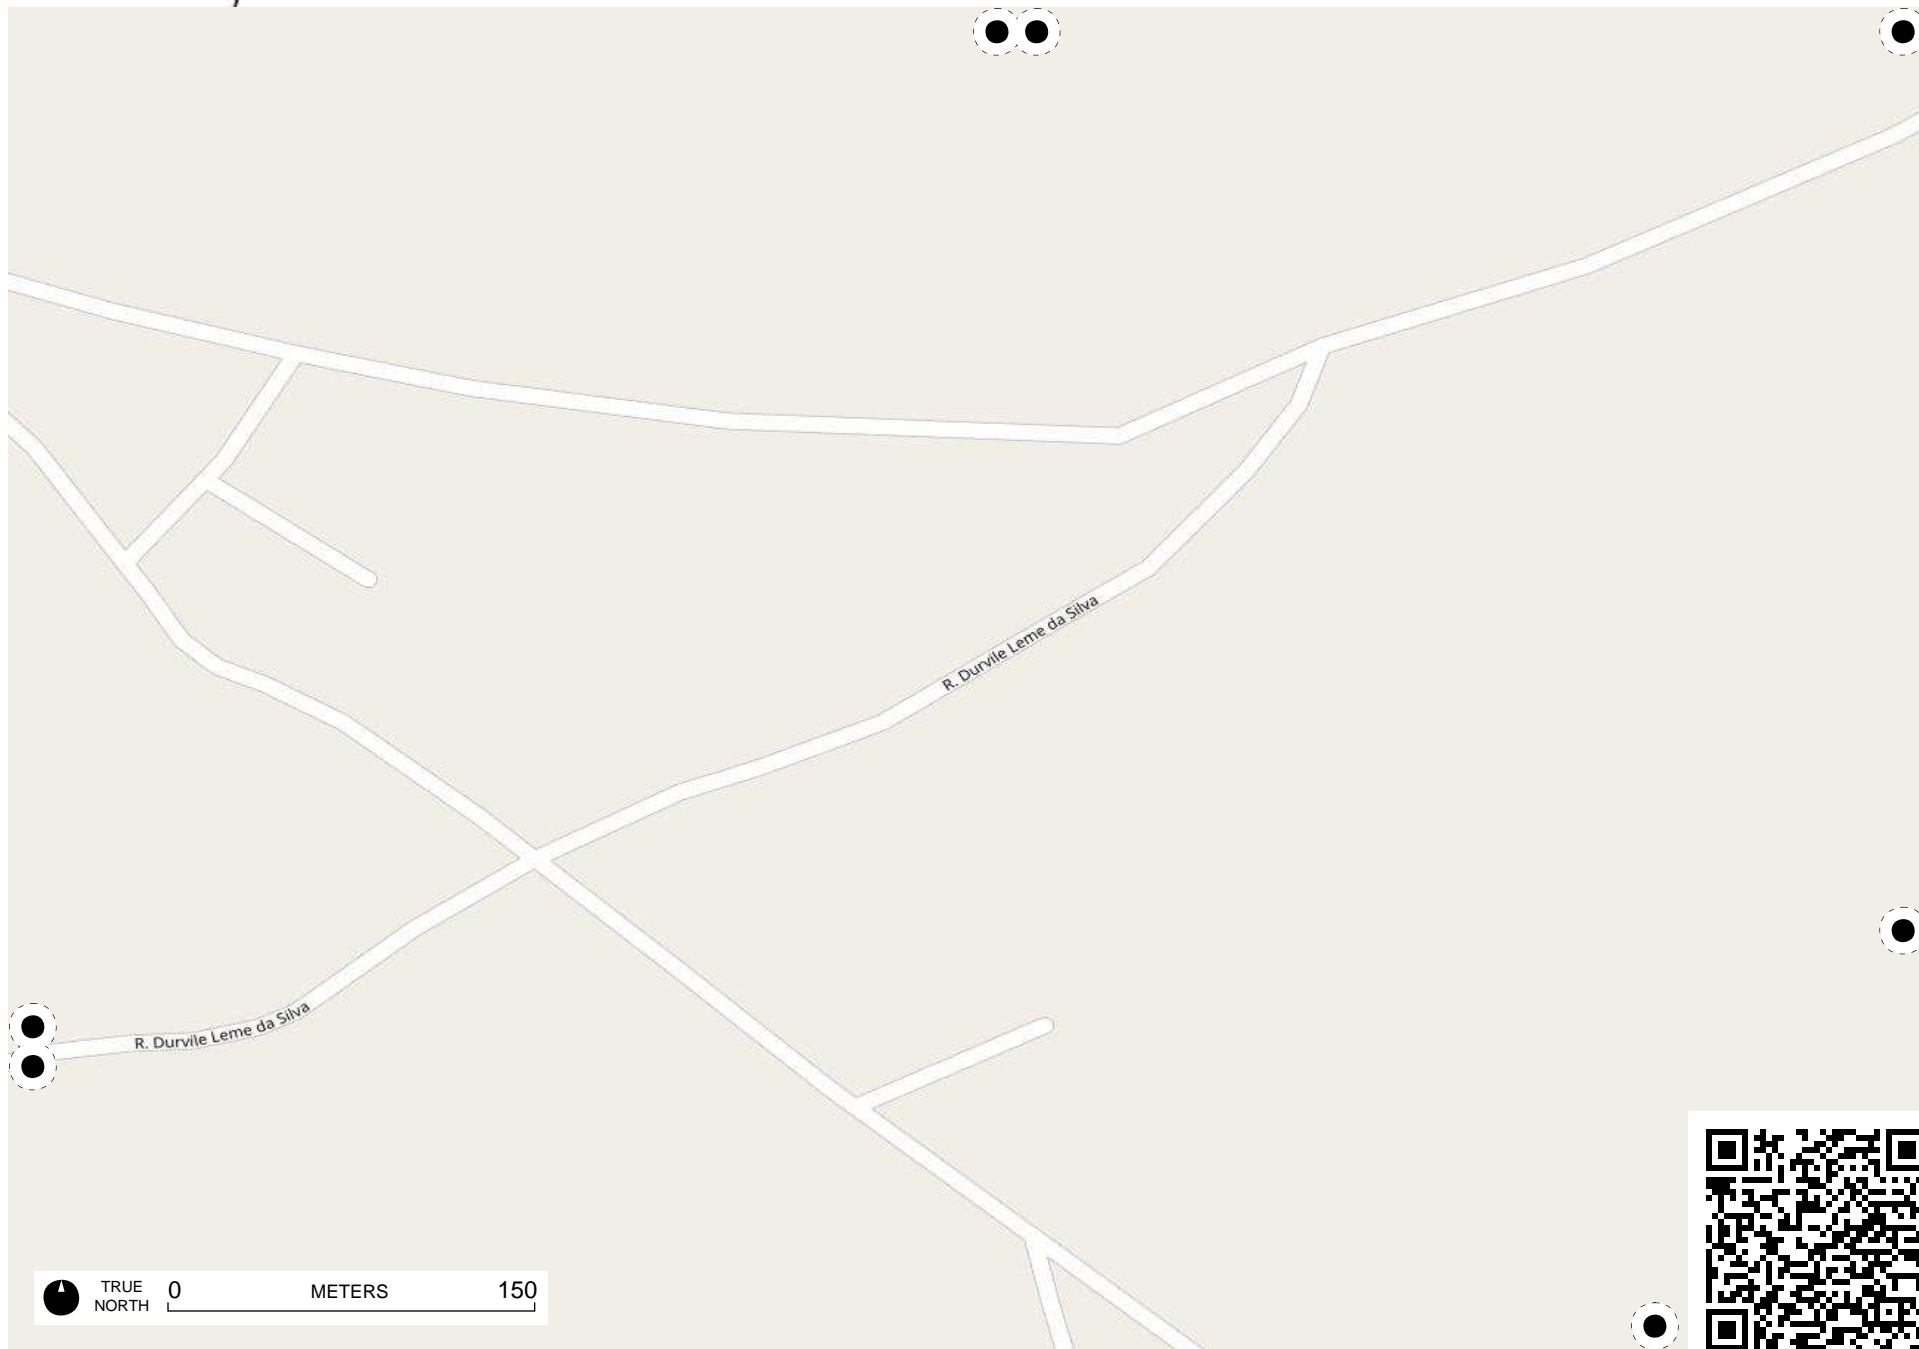 R. Durvile Leme da Silva
R. Durvile Leme da Silva
TRUE
NORTH
0 METERS 150